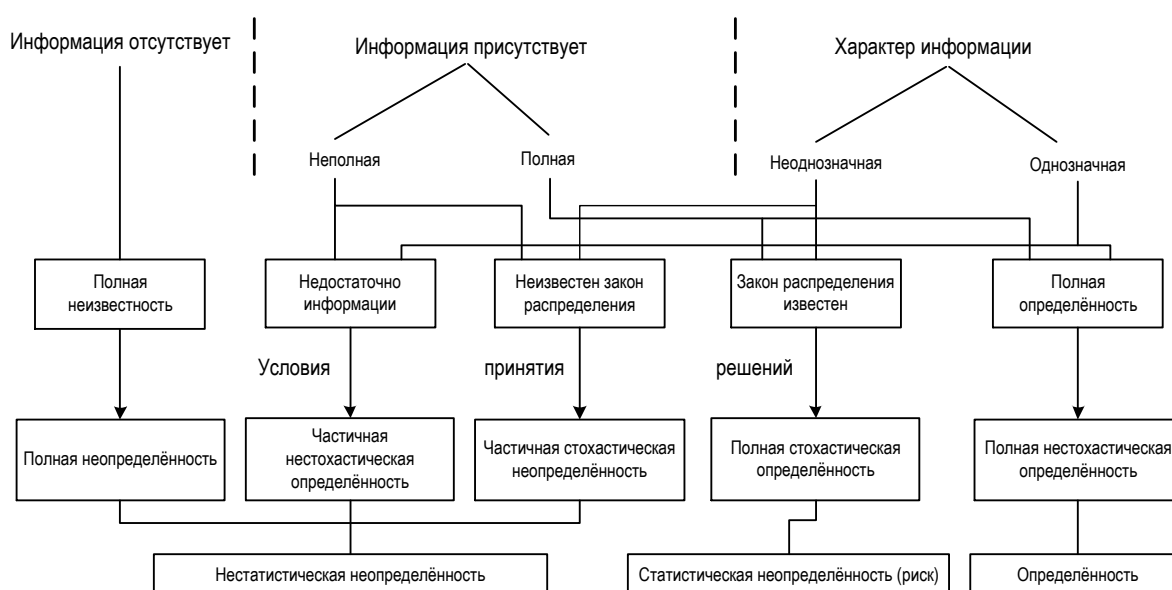 Информация отсутствует
Информация присутствует
Характер информации
Неполная
Полная
Неоднозначная
Однозначная
Полная
неизвестность
Недостаточно
информации
Неизвестен закон
распределения
Закон распределения
известен
Полная
определённость
Условия
принятия
решений
Полная неопределённость
Частичная
нестохастическая
определённость
Частичная стохастическая
неопределённость
Полная стохастическая
определённость
Полная нестохастическая
определённость
Нестатистическая неопределённость
Статистическая неопределённость (риск)
Определённость